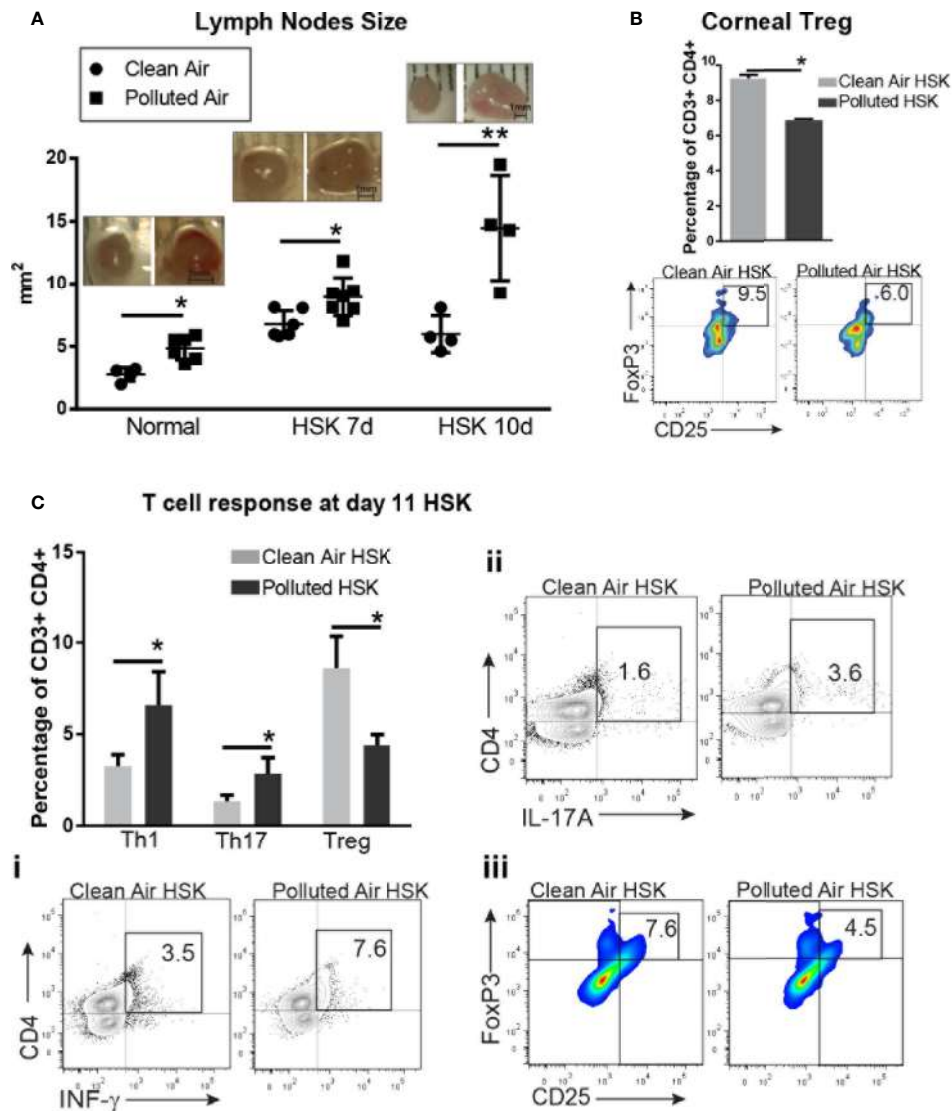 A
Lymph Nodes Size
Clean Air
Polluted Air
20
15
10
5
0
mm²
1mm
1mm
*
*
**
Normal
HSK 7d
HSK 10d
B
Corneal Treg
Percentage of CD3+ CD4+
10
8
6
4
2
0
*
Clean Air HSK
Polluted HSK
Clean Air HSK
Polluted Air HSK
9.5
6.0
FoxP3
CD25
C
T cell response at day 11 HSK
Percentage of CD3+ CD4+
15
10
5
0
Clean Air HSK
Polluted HSK
*
*
*
Th1
Th17
Treg
i
Clean Air HSK
Polluted Air HSK
3.5
7.6
CD4
INF-γ
ii
Clean Air HSK
Polluted Air HSK
1.6
3.6
CD4
IL-17A
iii
Clean Air HSK
Polluted Air HSK
7.6
4.5
FoxP3
CD25